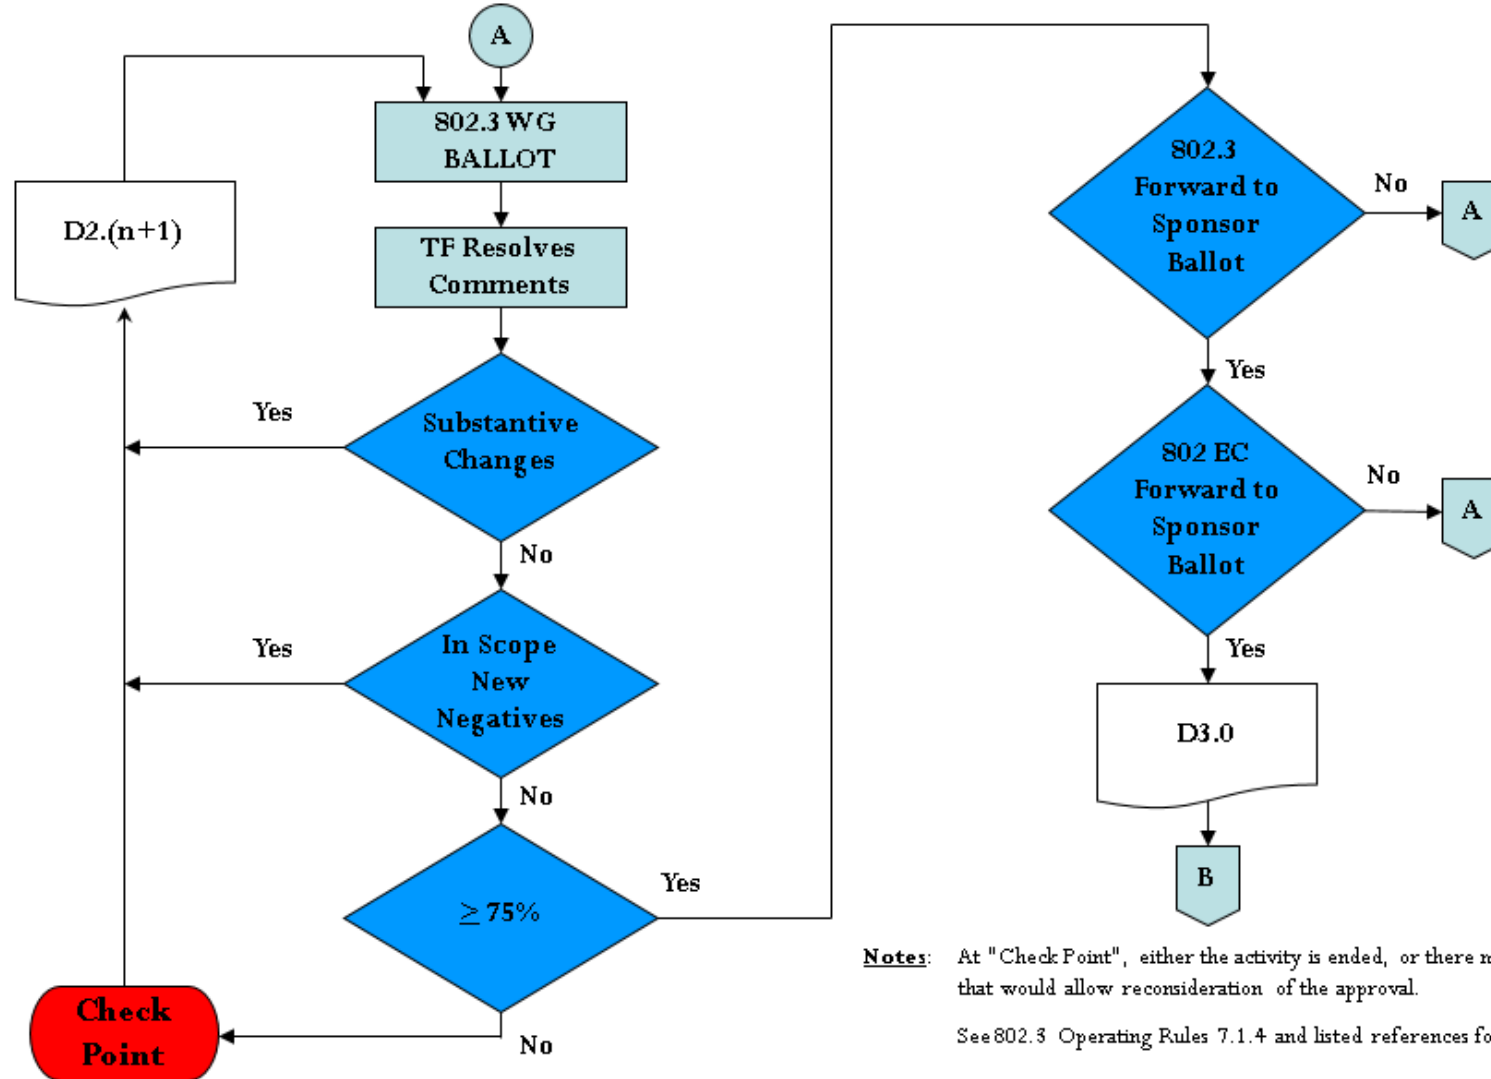 A
802.3 WG
BALLOT
D2.(n+1)
TF Resolves
Comments
Substantive
Changes
Yes
No
In Scope
New
Negatives
Yes
No
≥ 75%
Yes
No
Check
Point
802.3
Forward to
Sponsor
Ballot
No
A
Yes
802 EC
Forward to
Sponsor
Ballot
No
A
Yes
D3.0
B
Notes: At "Check Point", either the activity is ended, or there
that would allow reconsideration of the approval.
See 802.3 Operating Rules 7.1.4 and listed references